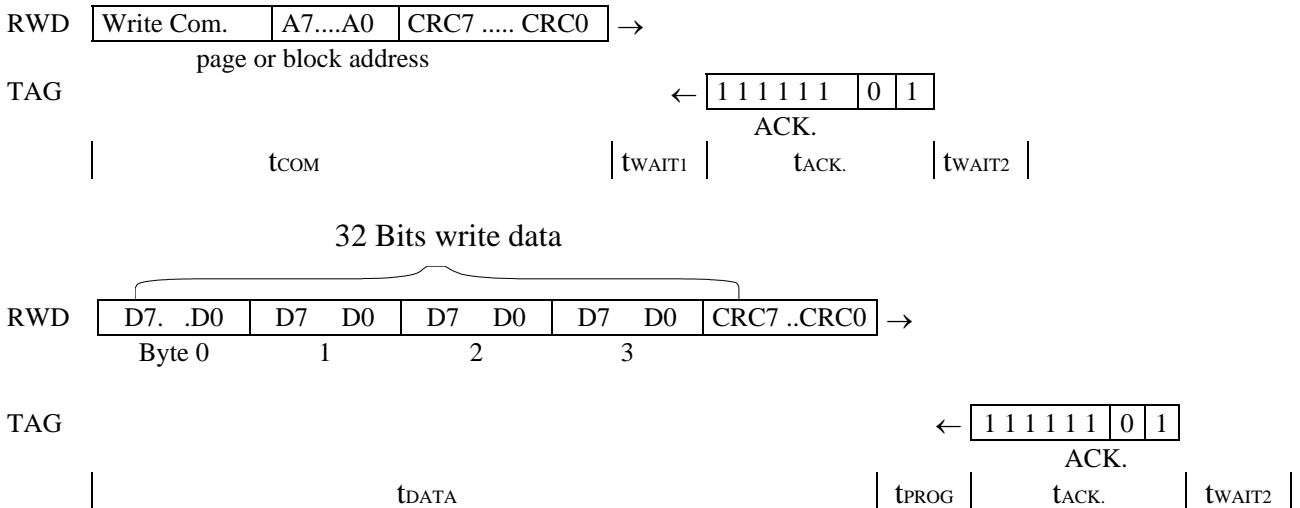 RWD Write Com. A7....A0 CRC7 ..... CRC0 →
page or block address
TAG ← 1 1 1 1 1 1 0 1
ACK.
tCOM tWAIT1 tACK. tWAIT2
32 Bits write data
RWD D7. .D0 D7 D0 D7 D0 D7 D0 CRC7 ..CRC0 →
Byte 0 1 2 3
TAG ← 1 1 1 1 1 1 0 1
ACK.
tDATA tPROG tACK. tWAIT2